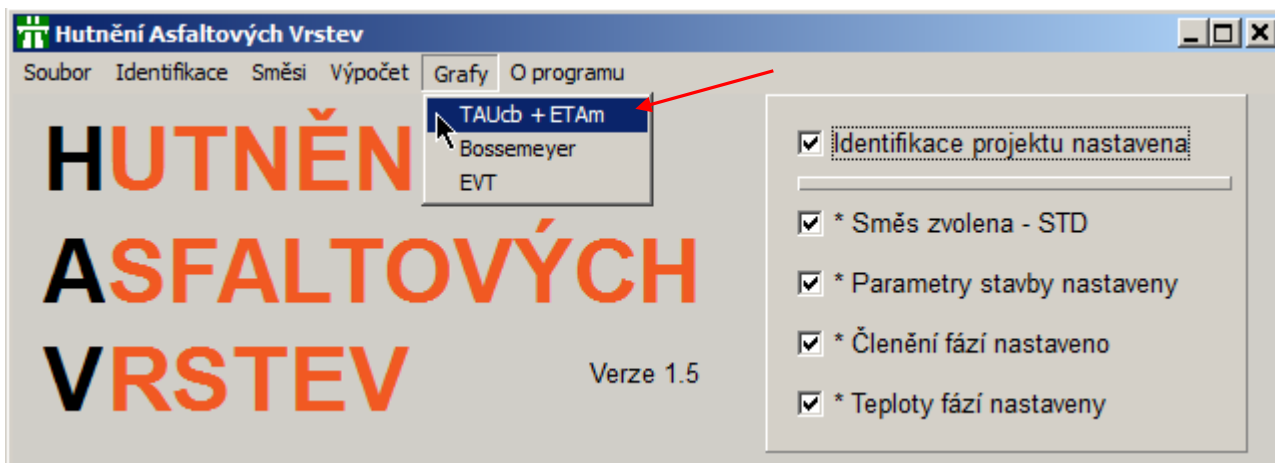 Hutnění Asfaltových Vrstev
Soubor Identifikace Směsi Výpočet Grafy O programu
TAUcb + ETAm
Bossemeyer
EVT
HUTNĚN
ASFALTOVÝCH
VRSTEV
Verze 1.5
Identifikace projektu nastavena
* Směs zvolena - STD
* Parametry stavby nastaveny
* Členění fází nastaveno
* Teploty fází nastaveny